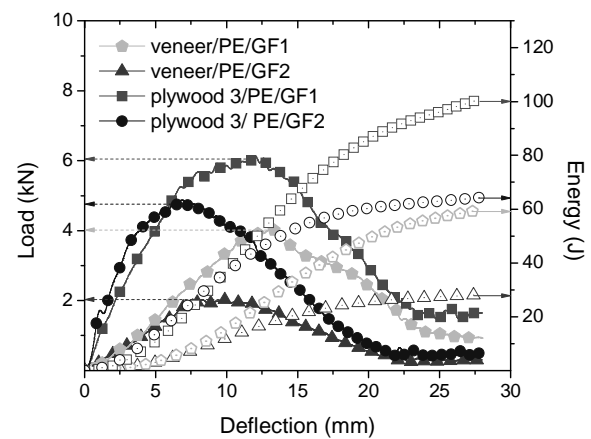 10
8
6
4
2
Load (kN)
veneer/PE/GF1
veneer/PE/GF2
plywood 3/PE/GF1
plywood 3/ PE/GF2
120
100
80
60
40
20
0
Energy (J)
0 5 10 15 20 25 30
Deflection (mm)